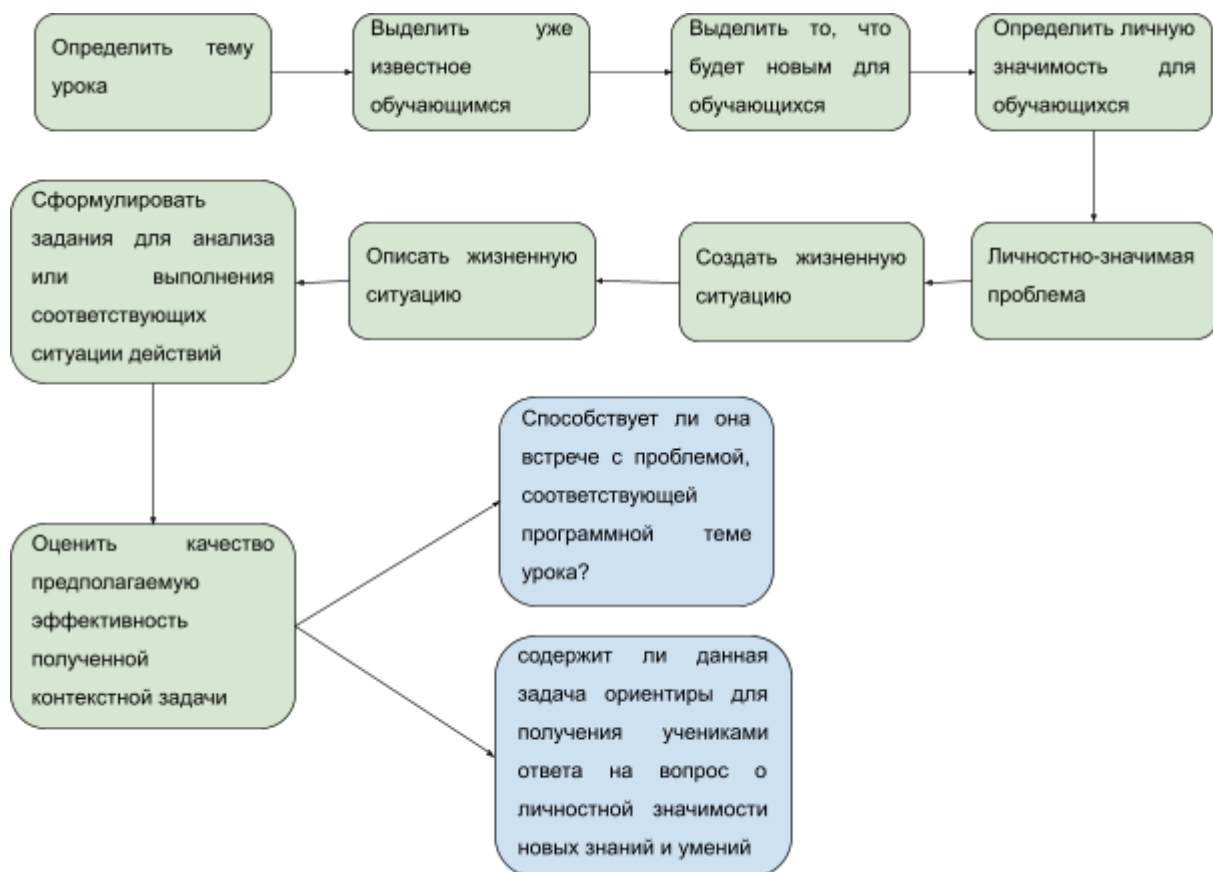 Определить тему
урока
Выделить уже
известное
обучающимся
Выделить то, что
будет новым для
обучающихся
Определить личную
значимость для
обучающихся
Личностно-значимая
проблема
Создать жизненную
ситуацию
Описать жизненную
ситуацию
Сформулировать
задания для анализа
или выполнения
соответствующих
ситуации действий
Оценить качество
предполагаемую
эффективность
полученной
контекстной задачи
Способствует ли она
встрече с проблемой,
соответствующей
программной теме
урока?
содержит ли данная
задача ориентиры для
получения учениками
ответа на вопрос о
личностной значимости
новых знаний и умений